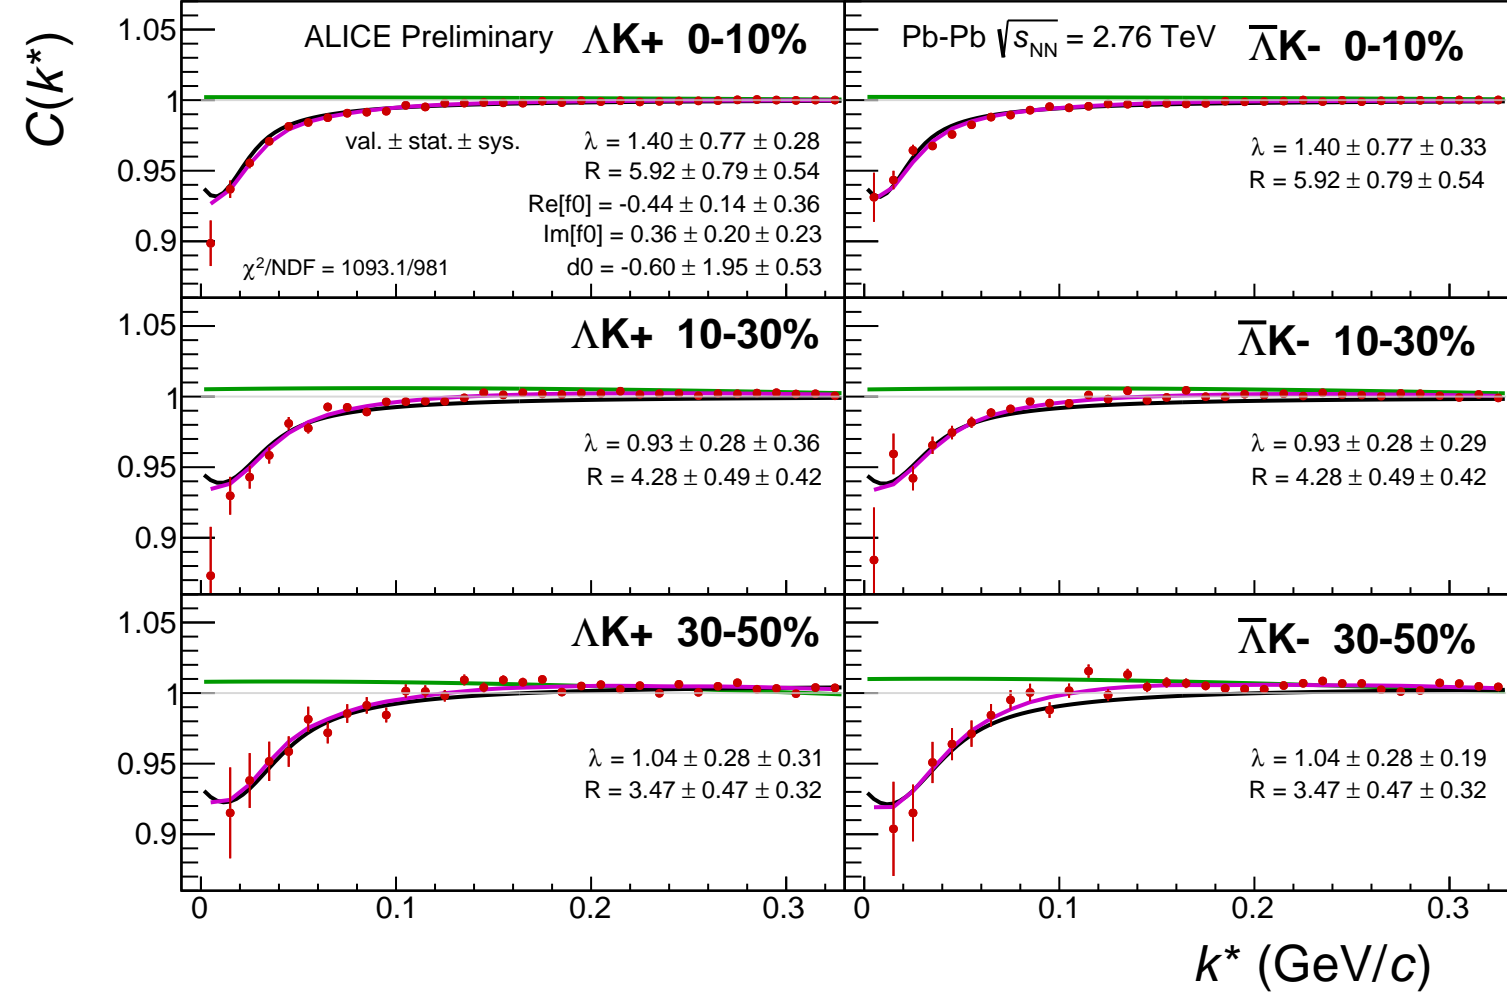 C(k*)
ALICE Preliminary ΛK+ 0-10%
val. ± stat. ± sys.
λ = 1.40 ± 0.77 ± 0.28
R = 5.92 ± 0.79 ± 0.54
Re[f0] = -0.44 ± 0.14 ± 0.36
Im[f0] = 0.36 ± 0.20 ± 0.23
χ²/NDF = 1093.1/981
d0 = -0.60 ± 1.95 ± 0.53
1.05
1
0.95
0.9
Pb-Pb √sNN = 2.76 TeV Λ̅K- 0-10%
λ = 1.40 ± 0.77 ± 0.33
R = 5.92 ± 0.79 ± 0.54
ΛK+ 10-30%
λ = 0.93 ± 0.28 ± 0.36
R = 4.28 ± 0.49 ± 0.42
1.05
1
0.95
0.9
Λ̅K- 10-30%
λ = 0.93 ± 0.28 ± 0.29
R = 4.28 ± 0.49 ± 0.42
ΛK+ 30-50%
λ = 1.04 ± 0.28 ± 0.31
R = 3.47 ± 0.47 ± 0.32
1.05
1
0.95
0.9
Λ̅K- 30-50%
λ = 1.04 ± 0.28 ± 0.19
R = 3.47 ± 0.47 ± 0.32
0 0.1 0.2 0.3 0 0.1 0.2 0.3
k* (GeV/c)